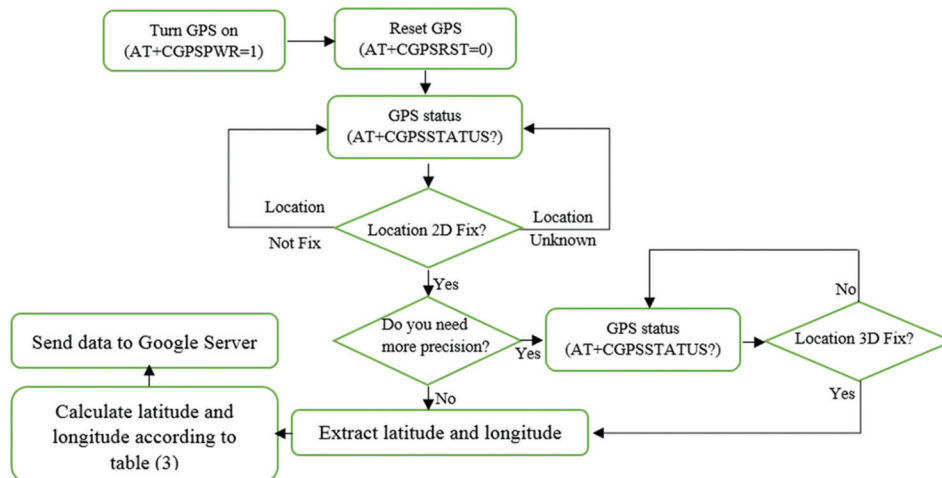 Turn GPS on
(AT+CGPSPWR=1)
Reset GPS
(AT+CGPSRST=0)
GPS status
(AT+CGPSSTATUS?)
Location
Not Fix
Location 2D Fix?
Location
Unknown
Yes
Do you need
more precision?
Yes
GPS status
(AT+CGPSSTATUS?)
No
Location 3D Fix?
Yes
No
Extract latitude and longitude
Calculate latitude and
longitude according to
table (3)
Send data to Google Server